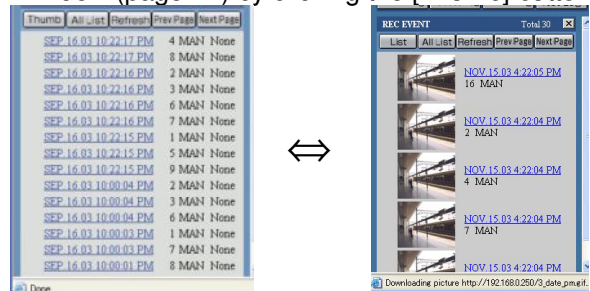 Thumb All List Refresh Prev Page Next Page
SEP.16.03 10:22:17 PM 4 MAN None
SEP.16.03 10:22:17 PM 8 MAN None
SEP.16.03 10:22:16 PM 2 MAN None
SEP.16.03 10:22:16 PM 3 MAN None
SEP.16.03 10:22:16 PM 6 MAN None
SEP.16.03 10:22:16 PM 7 MAN None
SEP.16.03 10:22:15 PM 1 MAN None
SEP.16.03 10:22:15 PM 5 MAN None
SEP.16.03 10:22:15 PM 9 MAN None
SEP.16.03 10:00:04 PM 2 MAN None
SEP.16.03 10:00:04 PM 3 MAN None
SEP.16.03 10:00:04 PM 6 MAN None
SEP.16.03 10:00:03 PM 1 MAN None
SEP.16.03 10:00:03 PM 7 MAN None
SEP.16.03 10:00:01 PM 8 MAN None
Done
⇔
REC EVENT Total 30 X
List All List Refresh Prev Page Next Page
NOV.15.03 4:22:05 PM
16 MAN
NOV.15.03 4:22:04 PM
2 MAN
NOV.15.03 4:22:04 PM
4 MAN
NOV.15.03 4:22:04 PM
7 MAN
NOV.15.03 4:22:04 PM
Downloading picture http://192.168.0.250/3_date_pm.gif...